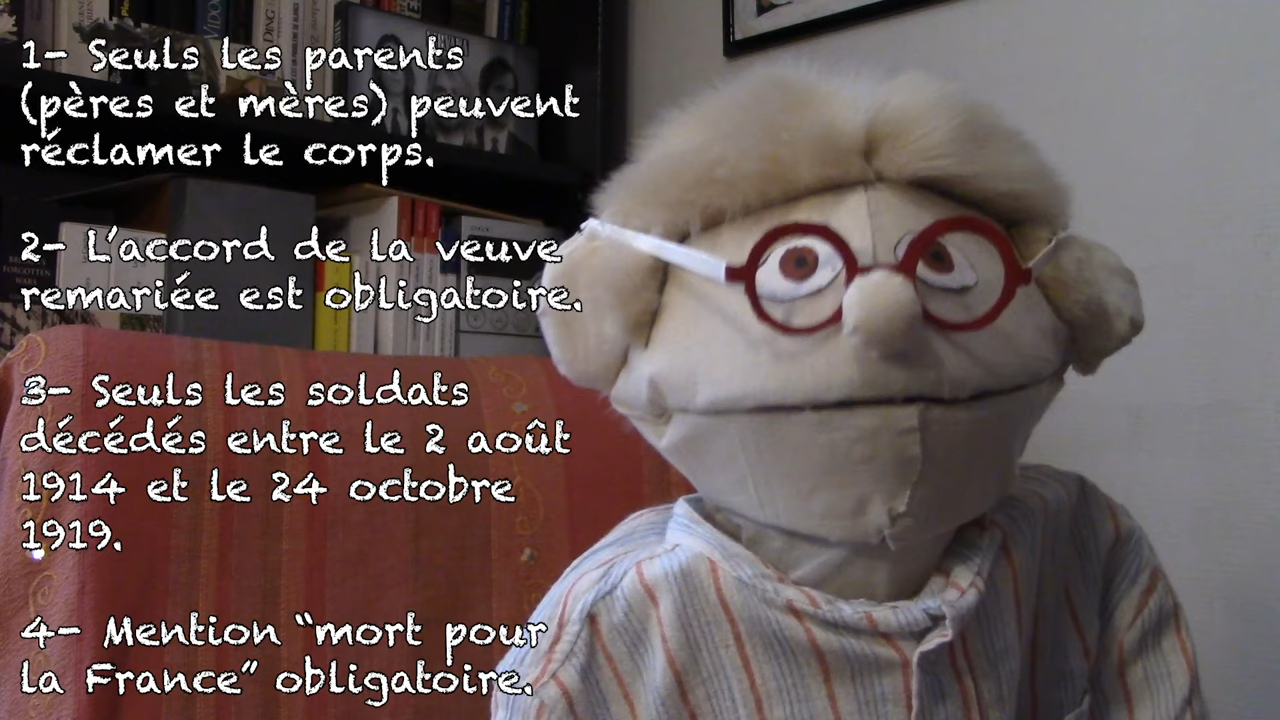 1- Seuls les parents
(pères et mères) peuvent
réclamer le corps.
2- L'accord de la veuve
remariée est obligatoire.
3- Seuls les soldats
décédés entre le 2 août
1914 et le 24 octobre
1919.
4- Mention "mort pour
la France" obligatoire.
FORGOTTEN